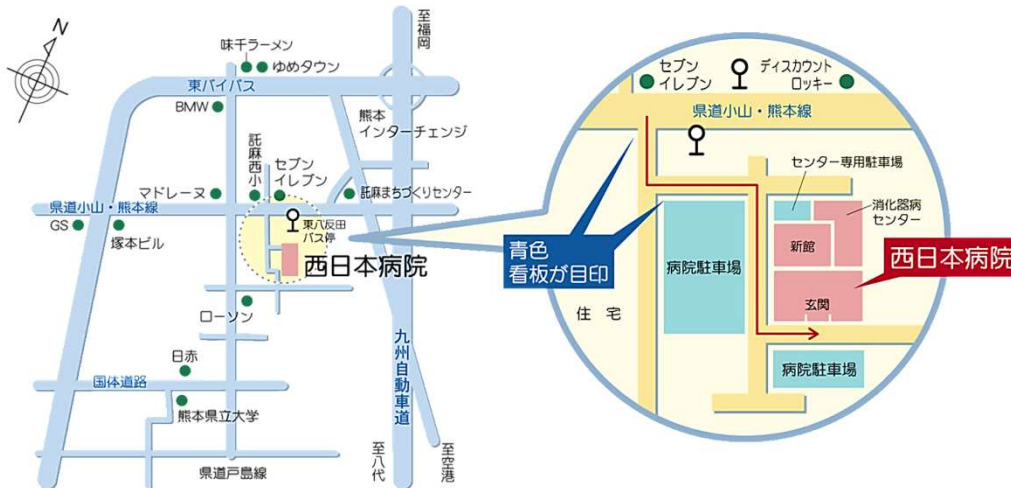 N
味千ラーメン
ゆめタウン
東バイパス
BMW
至福岡
熊本
インターチェンジ
託麻西小
セブン
イレブン
マドレーヌ
託麻まちづくりセンター
県道小山・熊本線
GS
塚本ビル
東八反田
バス停
西日本病院
ローソン
日赤
国体道路
熊本県立大学
県道戸島線
九州自動車道
至八代
至空港
セブン
イレブン
ディスカウント
ロッキー
県道小山・熊本線
センター専用駐車場
消化器病
センター
新館
青色
看板が目印
病院駐車場
西日本病院
玄関
住宅
病院駐車場